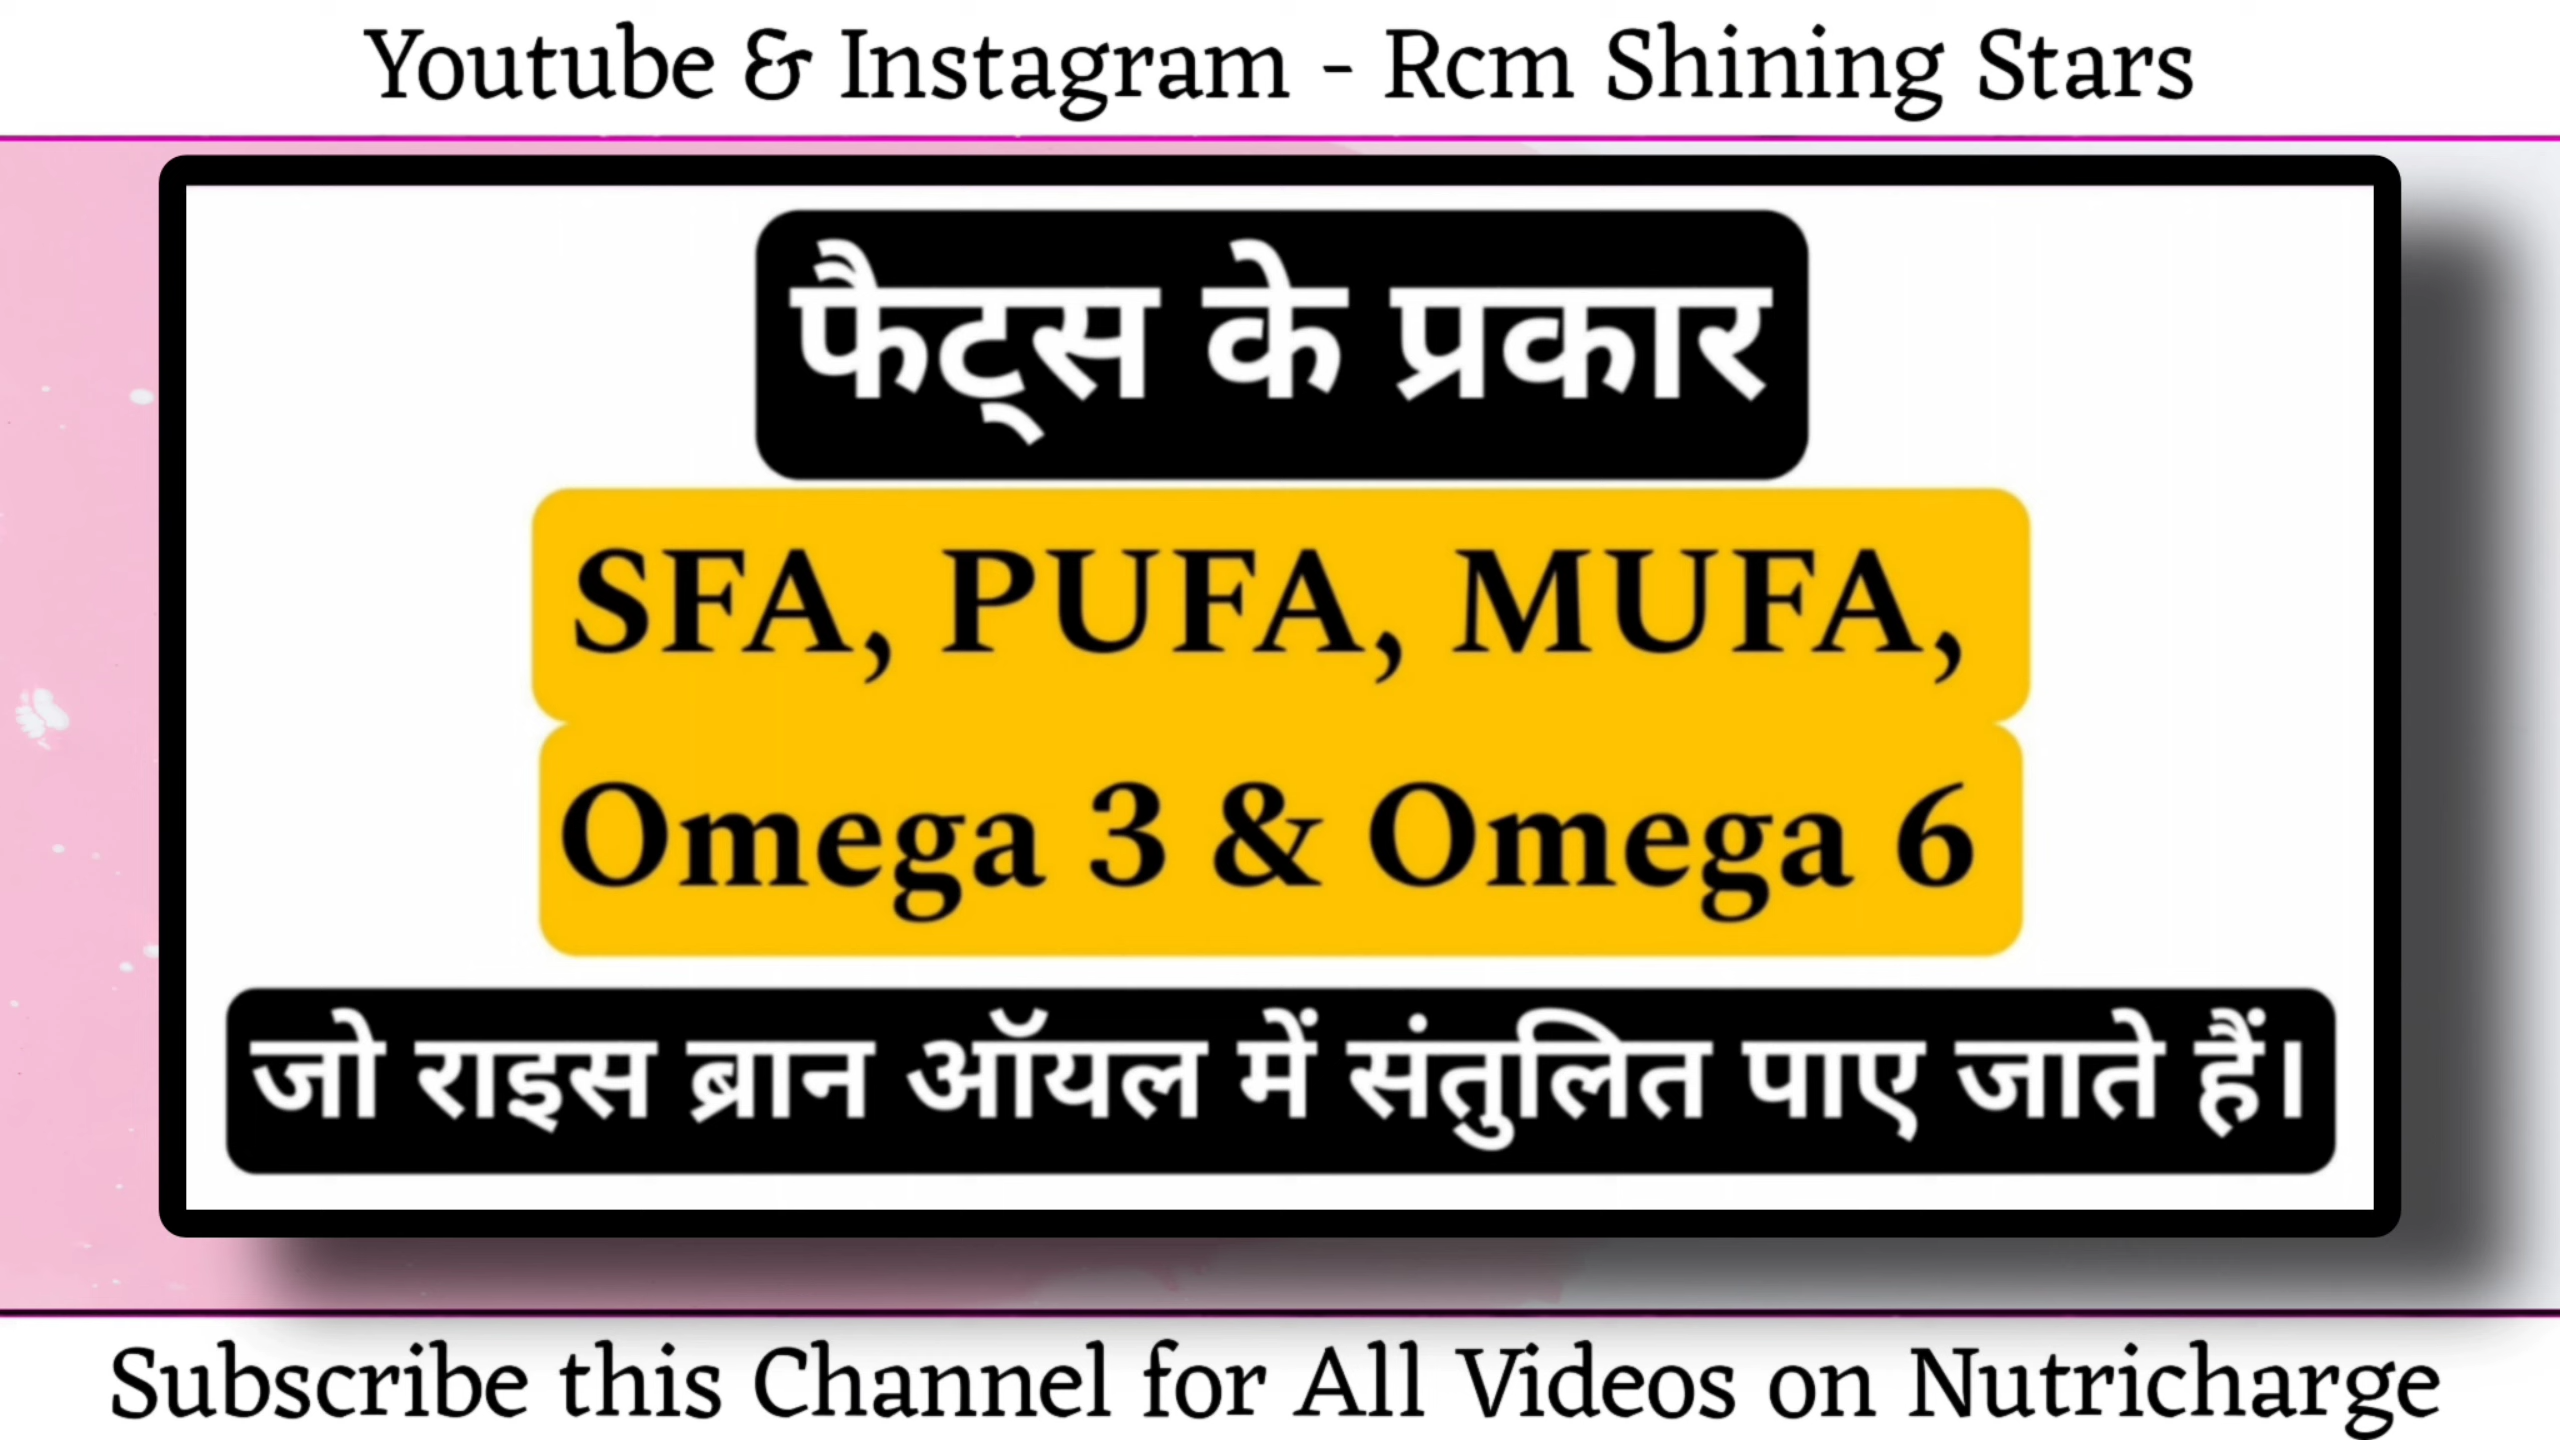 Youtube & Instagram - Rcm Shining Stars
फैट्स के प्रकार
SFA, PUFA, MUFA,
Omega 3 & Omega 6
जो राइस ब्रान ऑयल में संतुलित पाए जाते हैं।
Subscribe this Channel for All Videos on Nutricharge